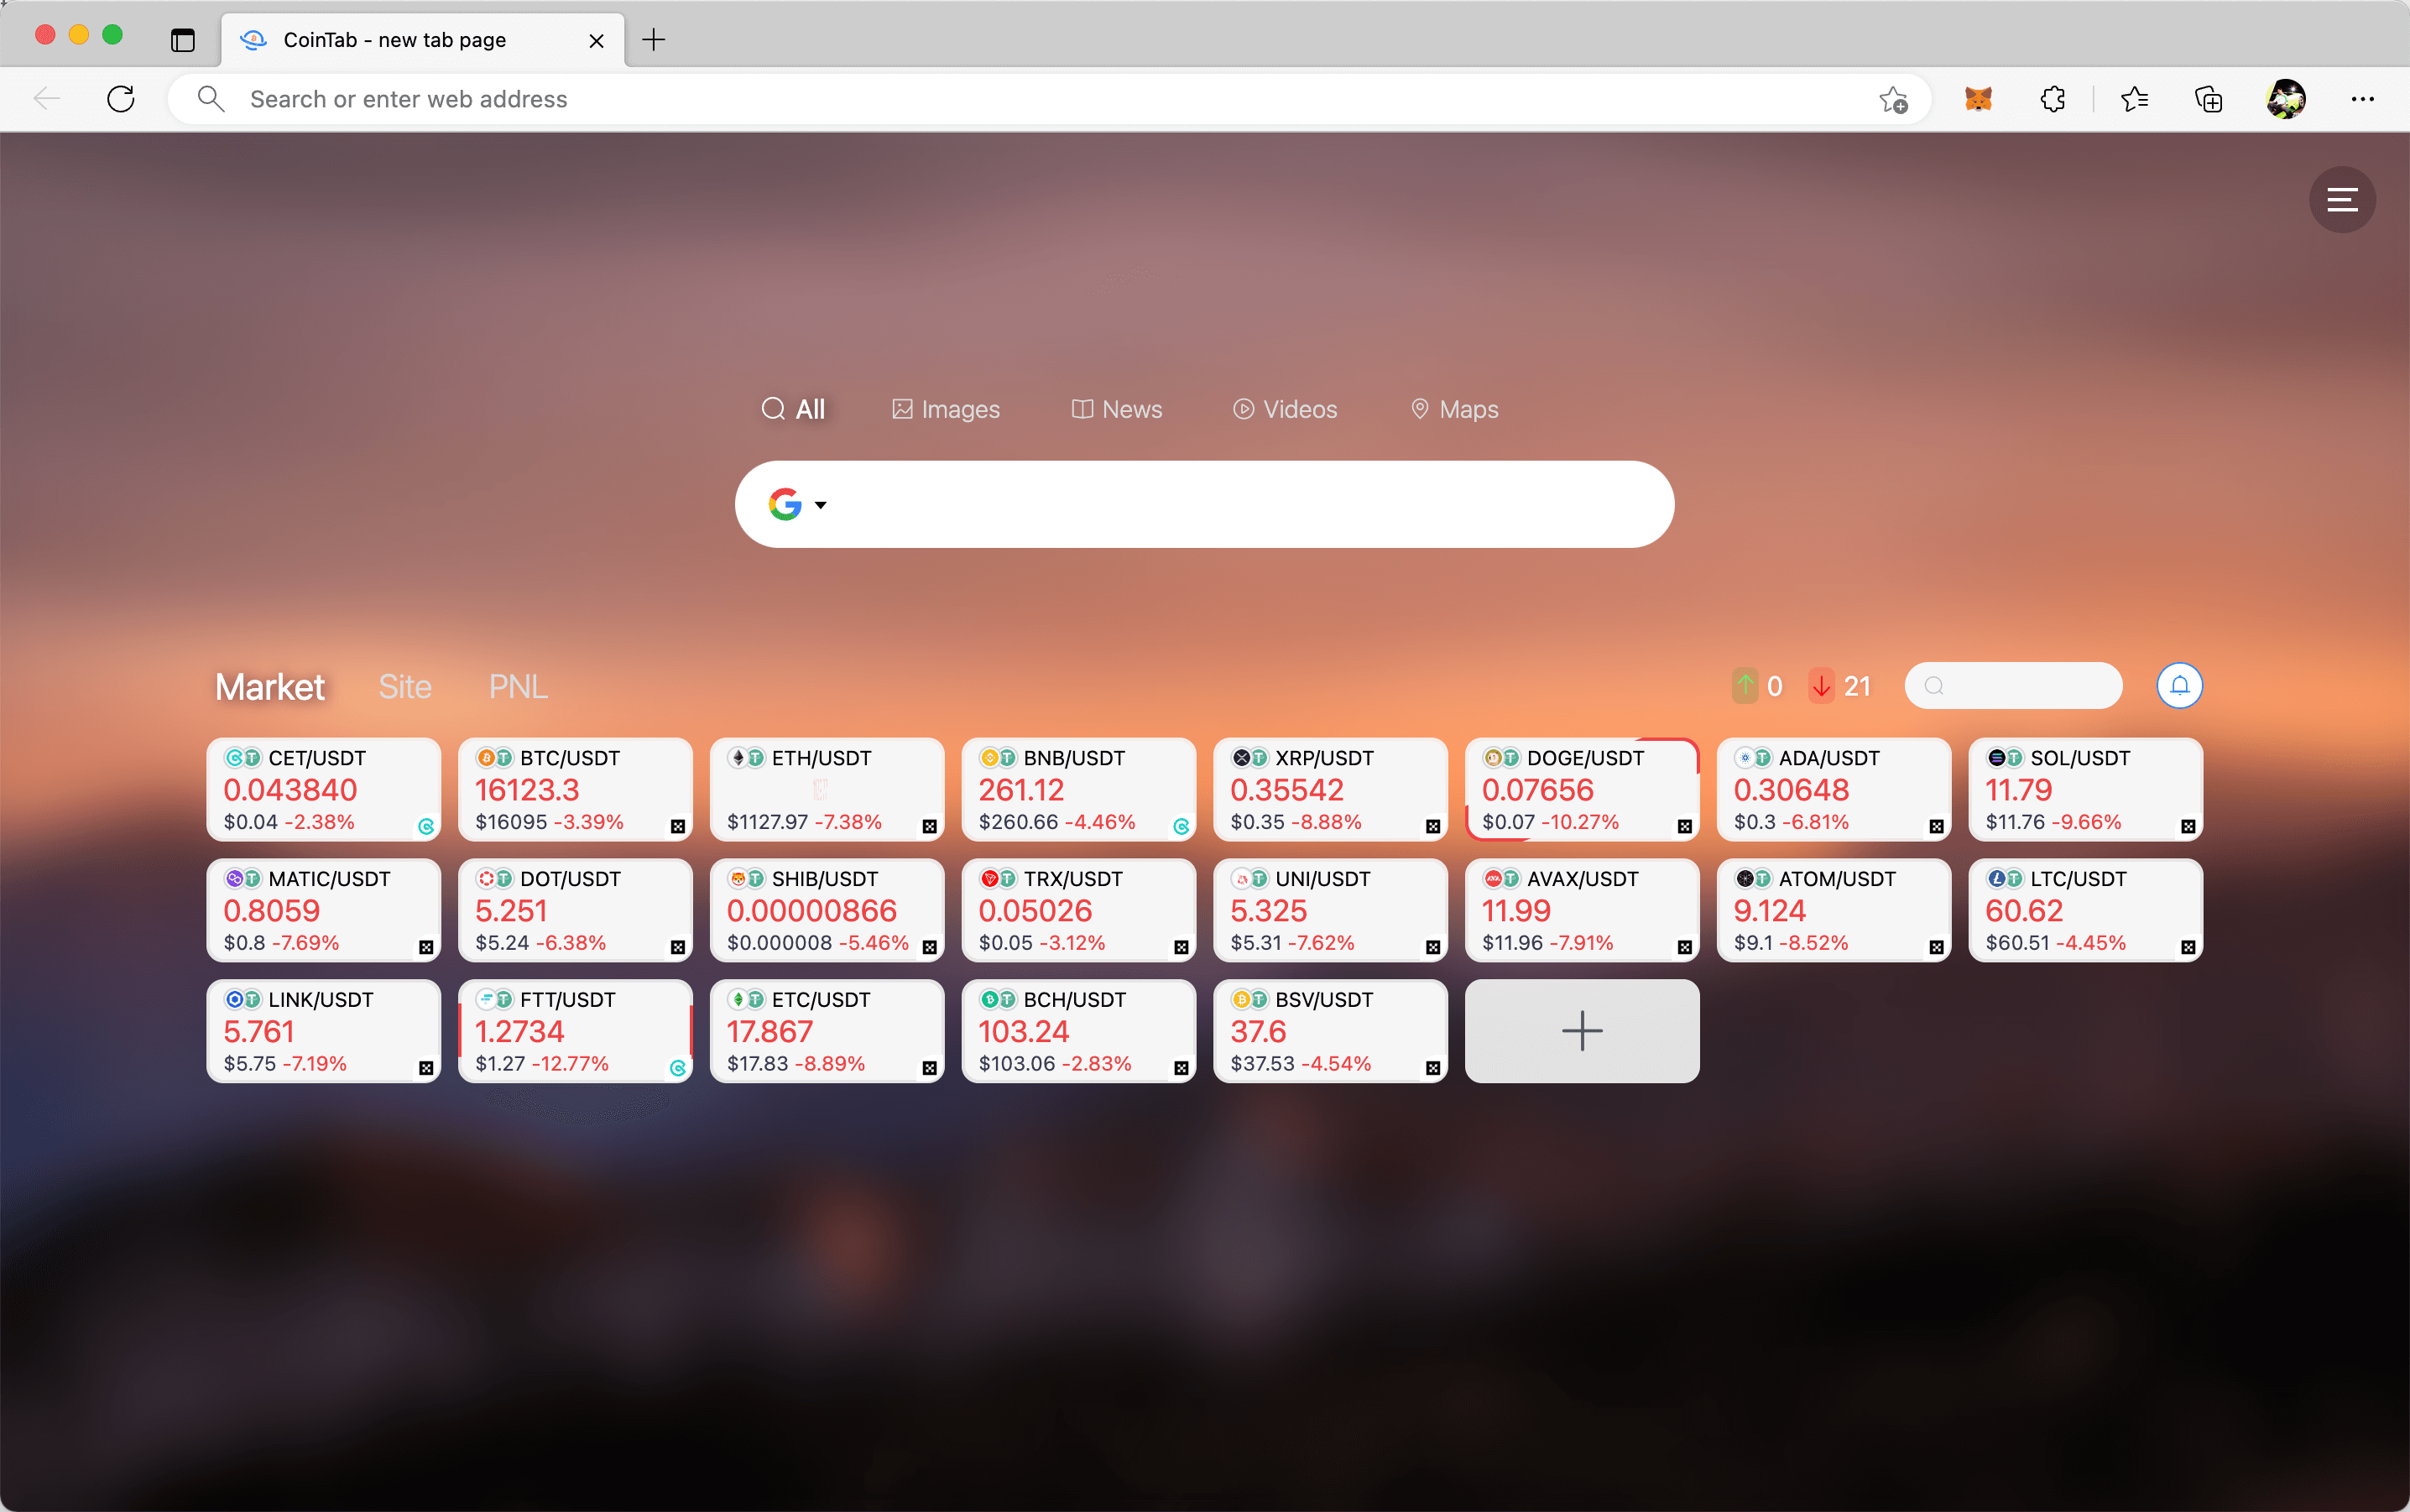 CoinTab - new tab page
Search or enter web address
All Images News Videos Maps
Market Site PNL 0 21
CET/USDT
0.043840
$0.04 -2.38%
BTC/USDT
16123.3
$16095 -3.39%
ETH/USDT
$1127.97 -7.38%
BNB/USDT
261.12
$260.66 -4.46%
XRP/USDT
0.35542
$0.35 -8.88%
DOGE/USDT
0.07656
$0.07 -10.27%
ADA/USDT
0.30648
$0.3 -6.81%
SOL/USDT
11.79
$11.76 -9.66%
MATIC/USDT
0.8059
$0.8 -7.69%
DOT/USDT
5.251
$5.24 -6.38%
SHIB/USDT
0.00000866
$0.000008 -5.46%
TRX/USDT
0.05026
$0.05 -3.12%
UNI/USDT
5.325
$5.31 -7.62%
AVAX/USDT
11.99
$11.96 -7.91%
ATOM/USDT
9.124
$9.1 -8.52%
LTC/USDT
60.62
$60.51 -4.45%
LINK/USDT
5.761
$5.75 -7.19%
FTT/USDT
1.2734
$1.27 -12.77%
ETC/USDT
17.867
$17.83 -8.89%
BCH/USDT
103.24
$103.06 -2.83%
BSV/USDT
37.6
$37.53 -4.54%